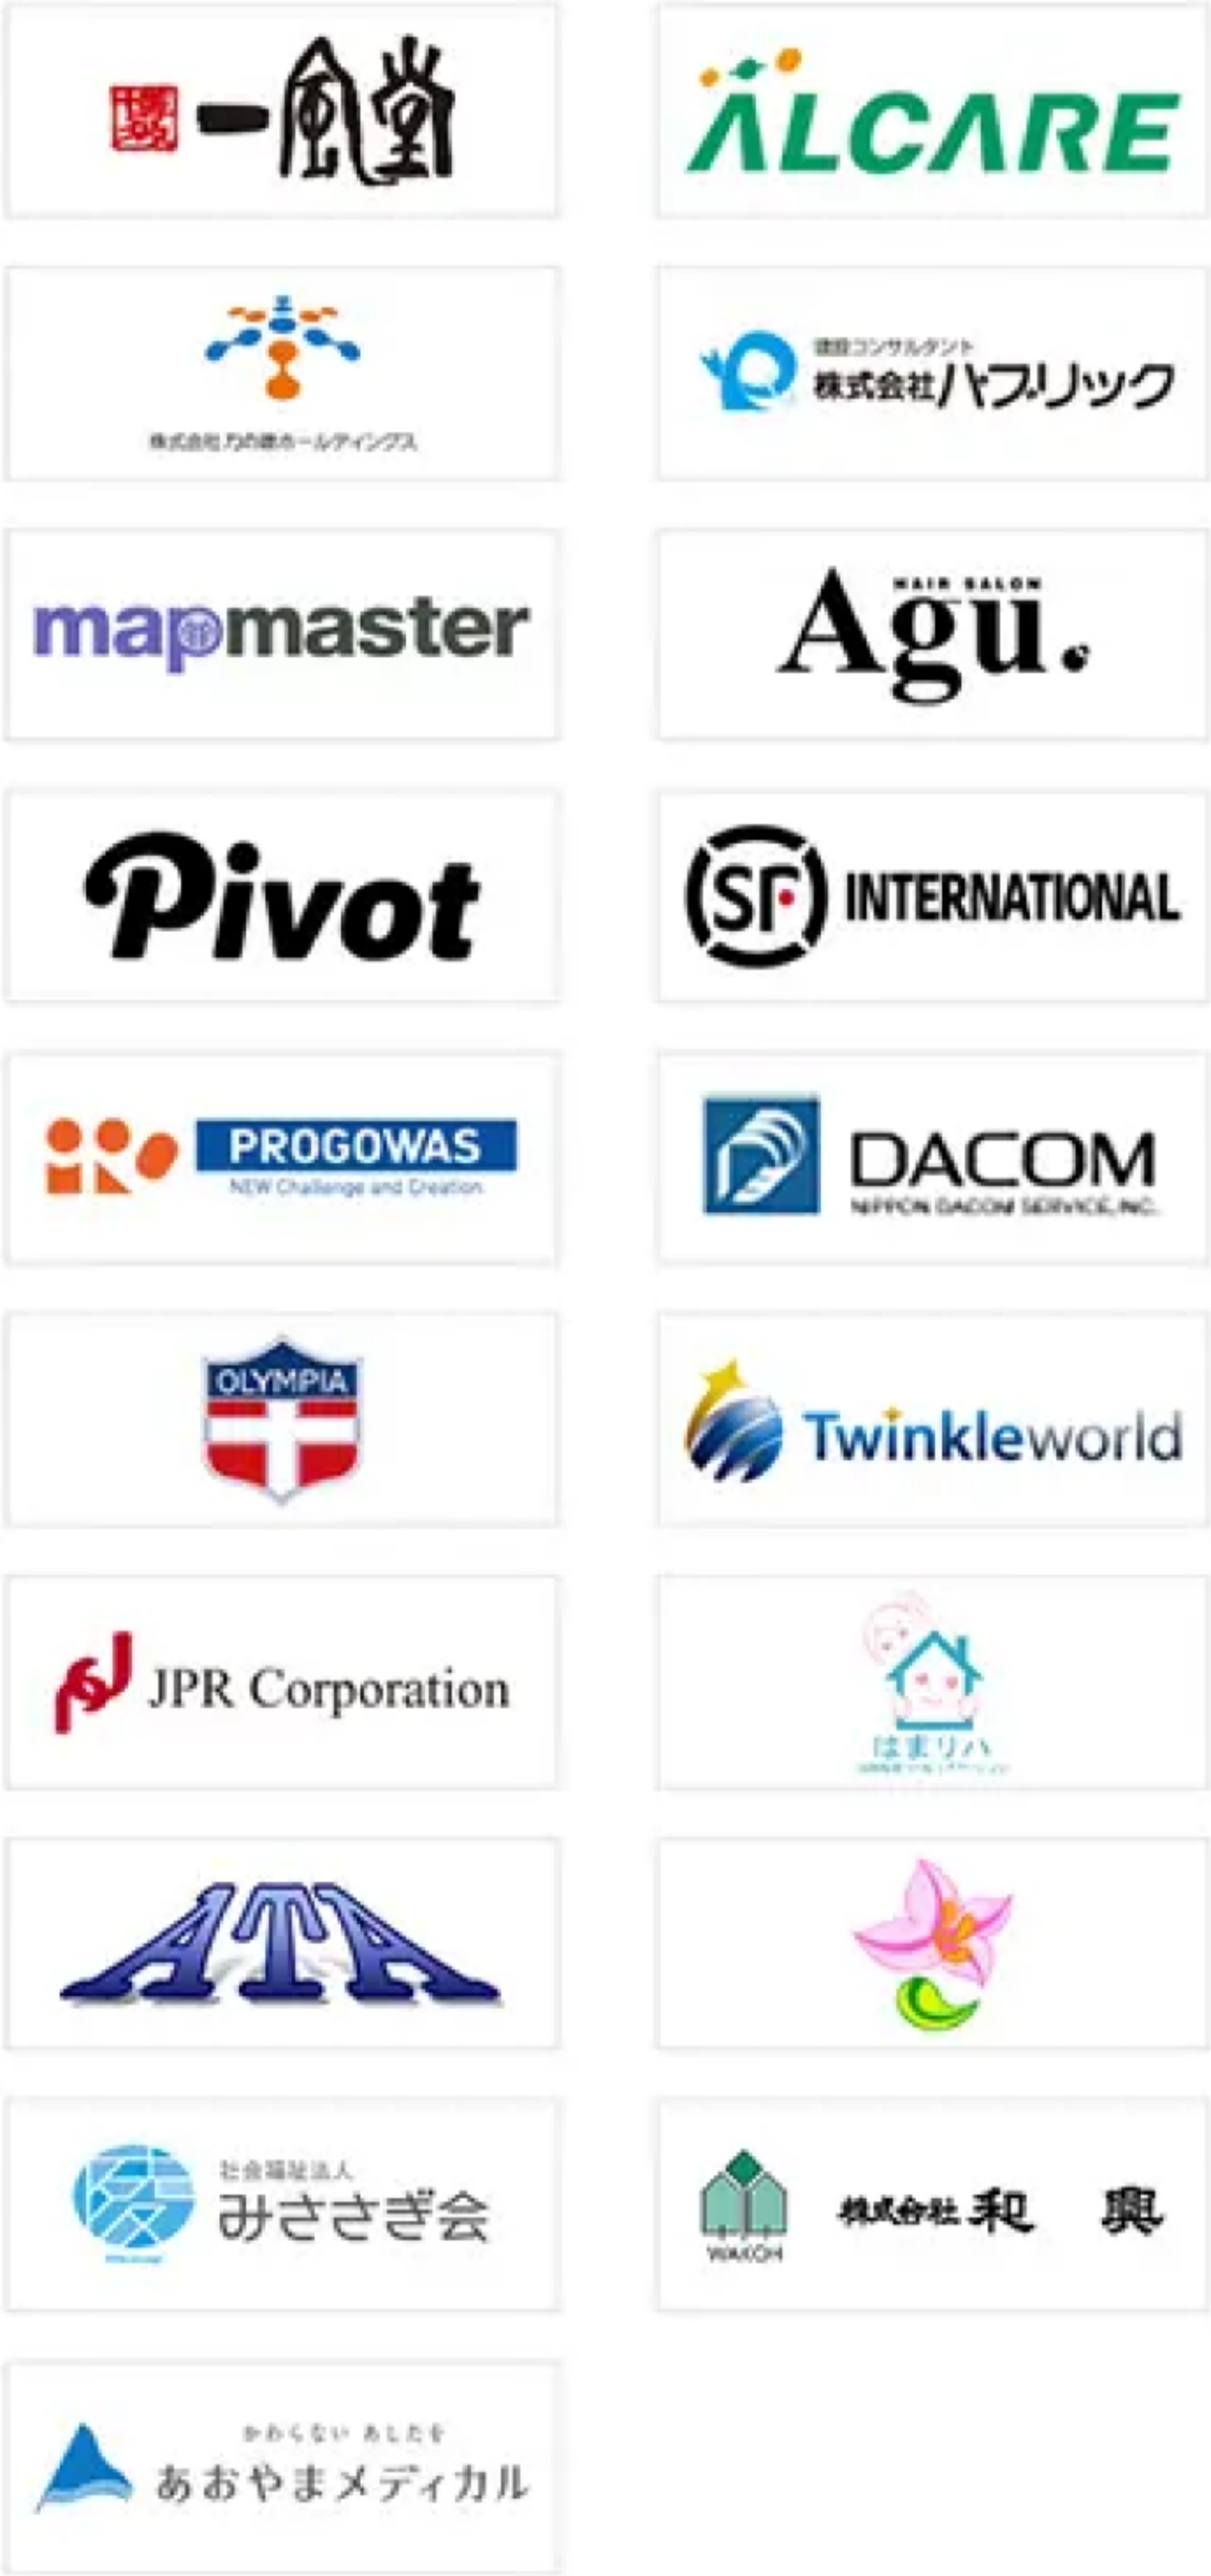 一風堂
ALCARE
株式会社力の源ホールディングス
建設コンサルタント
株式会社パブリック
mapmaster
HAIR SALON
Agu.
Pivot
SF INTERNATIONAL
PROGOWAS
NEW Challenge and Creation
DACOM
NIPPON DACOM SERVICE, INC.
OLYMPIA
Twinkleworld
JPR Corporation
はまリハ
ATA
社会福祉法人
みささぎ会
WAKOH
株式会社 和 興
かわらない あしたを
あおやまメディカル